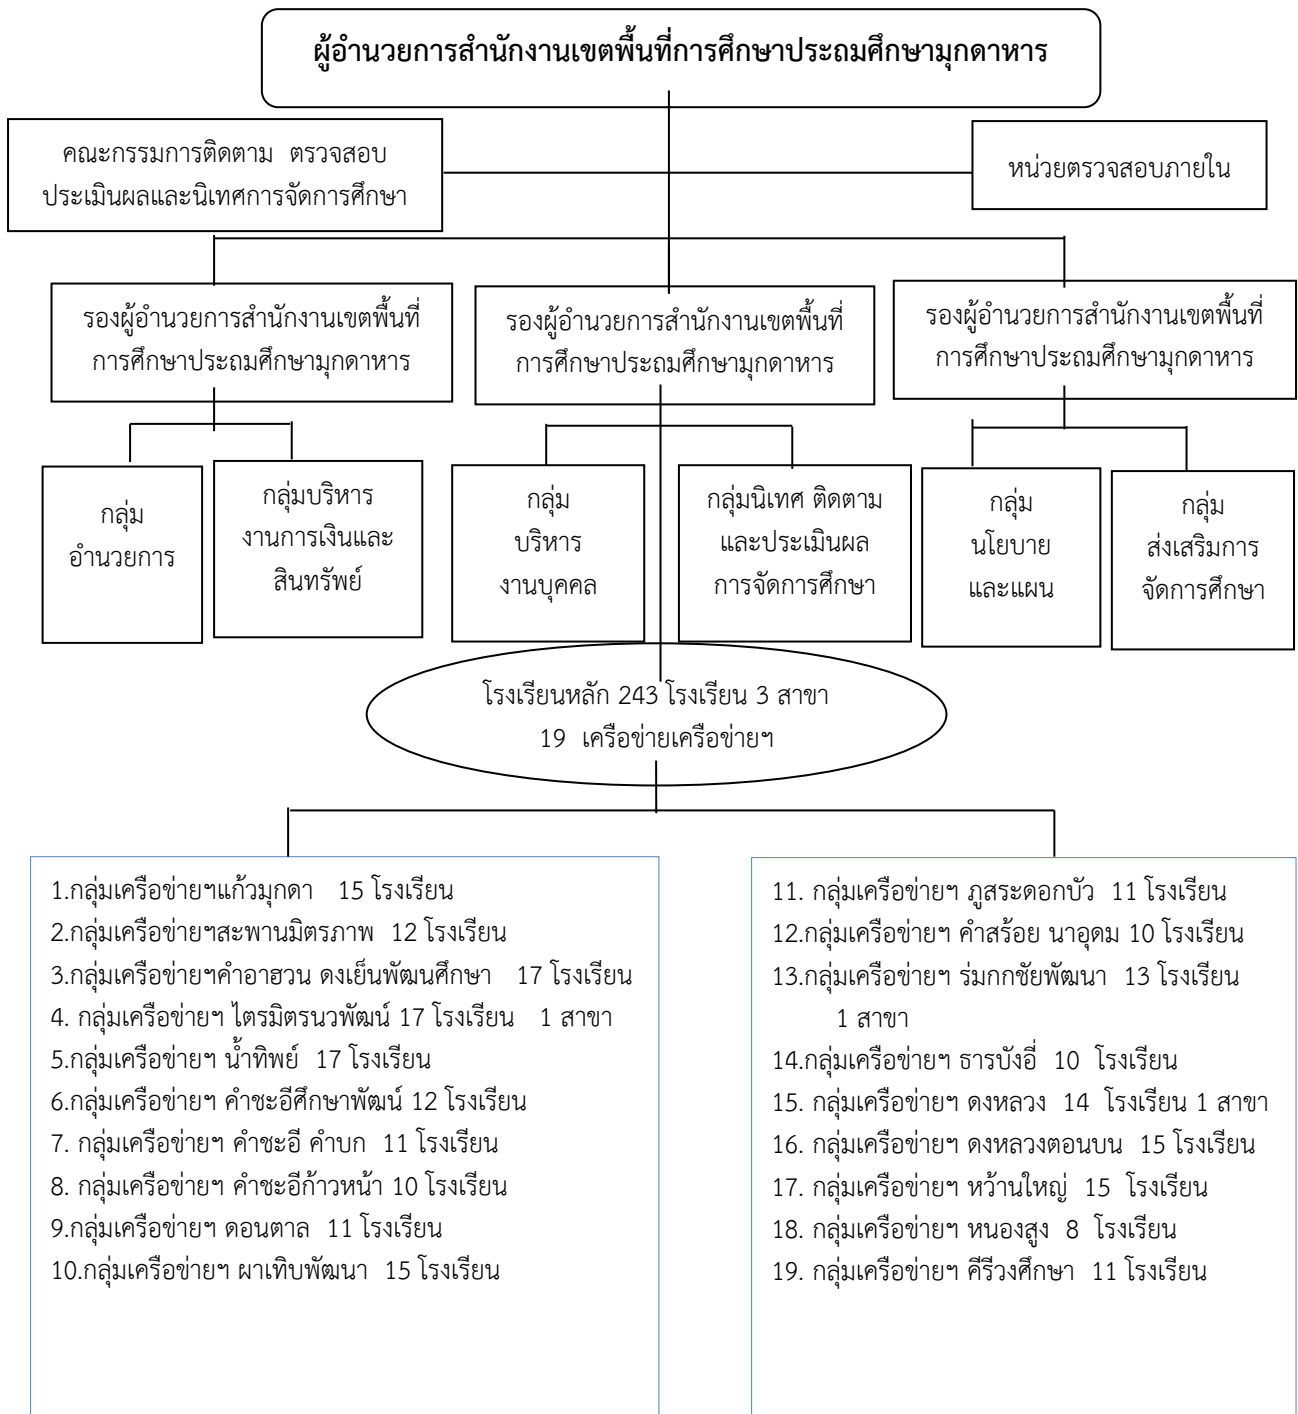 ผู้อำนวยการสำนักงานเขตพื้นที่การศึกษาประถมศึกษามุกดาหาร
คณะกรรมการติดตาม ตรวจสอบ
ประเมินผลและนิเทศการจัดการศึกษา
หน่วยตรวจสอบภายใน
รองผู้อำนวยการสำนักงานเขตพื้นที่
การศึกษาประถมศึกษามุกดาหาร
รองผู้อำนวยการสำนักงานเขตพื้นที่
การศึกษาประถมศึกษามุกดาหาร
รองผู้อำนวยการสำนักงานเขตพื้นที่
การศึกษาประถมศึกษามุกดาหาร
กลุ่ม
อำนวยการ
กลุ่มบริหาร
งานการเงินและ
สินทรัพย์
กลุ่ม
บริหาร
งานบุคคล
กลุ่มนิเทศ ติดตาม
และประเมินผล
การจัดการศึกษา
กลุ่ม
นโยบาย
และแผน
กลุ่ม
ส่งเสริมการ
จัดการศึกษา
โรงเรียนหลัก 243 โรงเรียน 3 สาขา
19 เครือข่ายเครือข่ายฯ
1.กลุ่มเครือข่ายฯแก้วมุกดา 15 โรงเรียน
2.กลุ่มเครือข่ายฯสะพานมิตรภาพ 12 โรงเรียน
3.กลุ่มเครือข่ายฯคำอาฮวน ดงเย็นพัฒนศึกษา 17 โรงเรียน
4. กลุ่มเครือข่ายฯ ไตรมิตรนวพัฒน์ 17 โรงเรียน 1 สาขา
5.กลุ่มเครือข่ายฯ น้ำทิพย์ 17 โรงเรียน
6.กลุ่มเครือข่ายฯ คำชะอีศึกษาพัฒน์ 12 โรงเรียน
7. กลุ่มเครือข่ายฯ คำชะอี คำบก 11 โรงเรียน
8. กลุ่มเครือข่ายฯ คำชะอีก้าวหน้า 10 โรงเรียน
9.กลุ่มเครือข่ายฯ ดอนตาล 11 โรงเรียน
10.กลุ่มเครือข่ายฯ ผาเทิบพัฒนา 15 โรงเรียน
11. กลุ่มเครือข่ายฯ ภูสระดอกบัว 11 โรงเรียน
12.กลุ่มเครือข่ายฯ คำสร้อย นาอุดม 10 โรงเรียน
13.กลุ่มเครือข่ายฯ ร่มกกชัยพัฒนา 13 โรงเรียน
1 สาขา
14.กลุ่มเครือข่ายฯ ธารบังอี่ 10 โรงเรียน
15. กลุ่มเครือข่ายฯ ดงหลวง 14 โรงเรียน 1 สาขา
16. กลุ่มเครือข่ายฯ ดงหลวงตอนบน 15 โรงเรียน
17. กลุ่มเครือข่ายฯ หว้านใหญ่ 15 โรงเรียน
18. กลุ่มเครือข่ายฯ หนองสูง 8 โรงเรียน
19. กลุ่มเครือข่ายฯ คีรีวงศึกษา 11 โรงเรียน